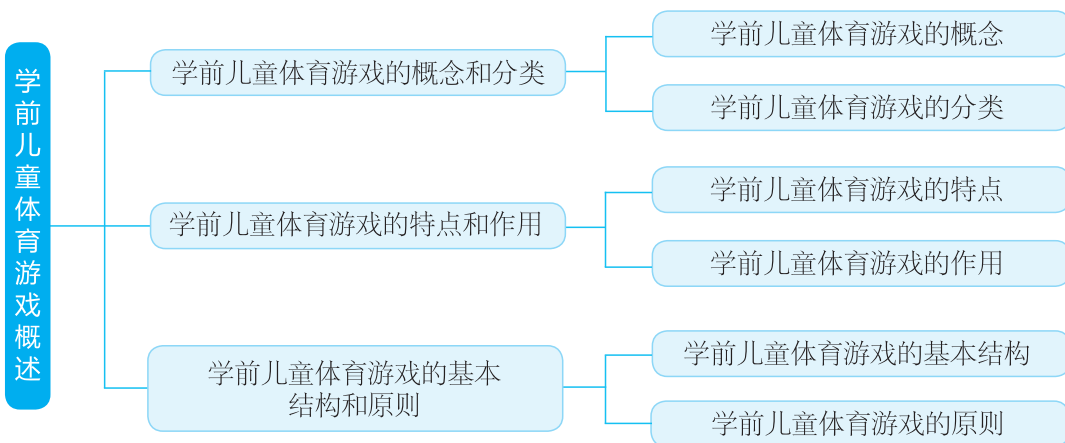 学前儿童体育游戏概述
学前儿童体育游戏的概念和分类
学前儿童体育游戏的概念
学前儿童体育游戏的分类
学前儿童体育游戏的特点和作用
学前儿童体育游戏的特点
学前儿童体育游戏的作用
学前儿童体育游戏的基本
结构和原则
学前儿童体育游戏的基本结构
学前儿童体育游戏的原则